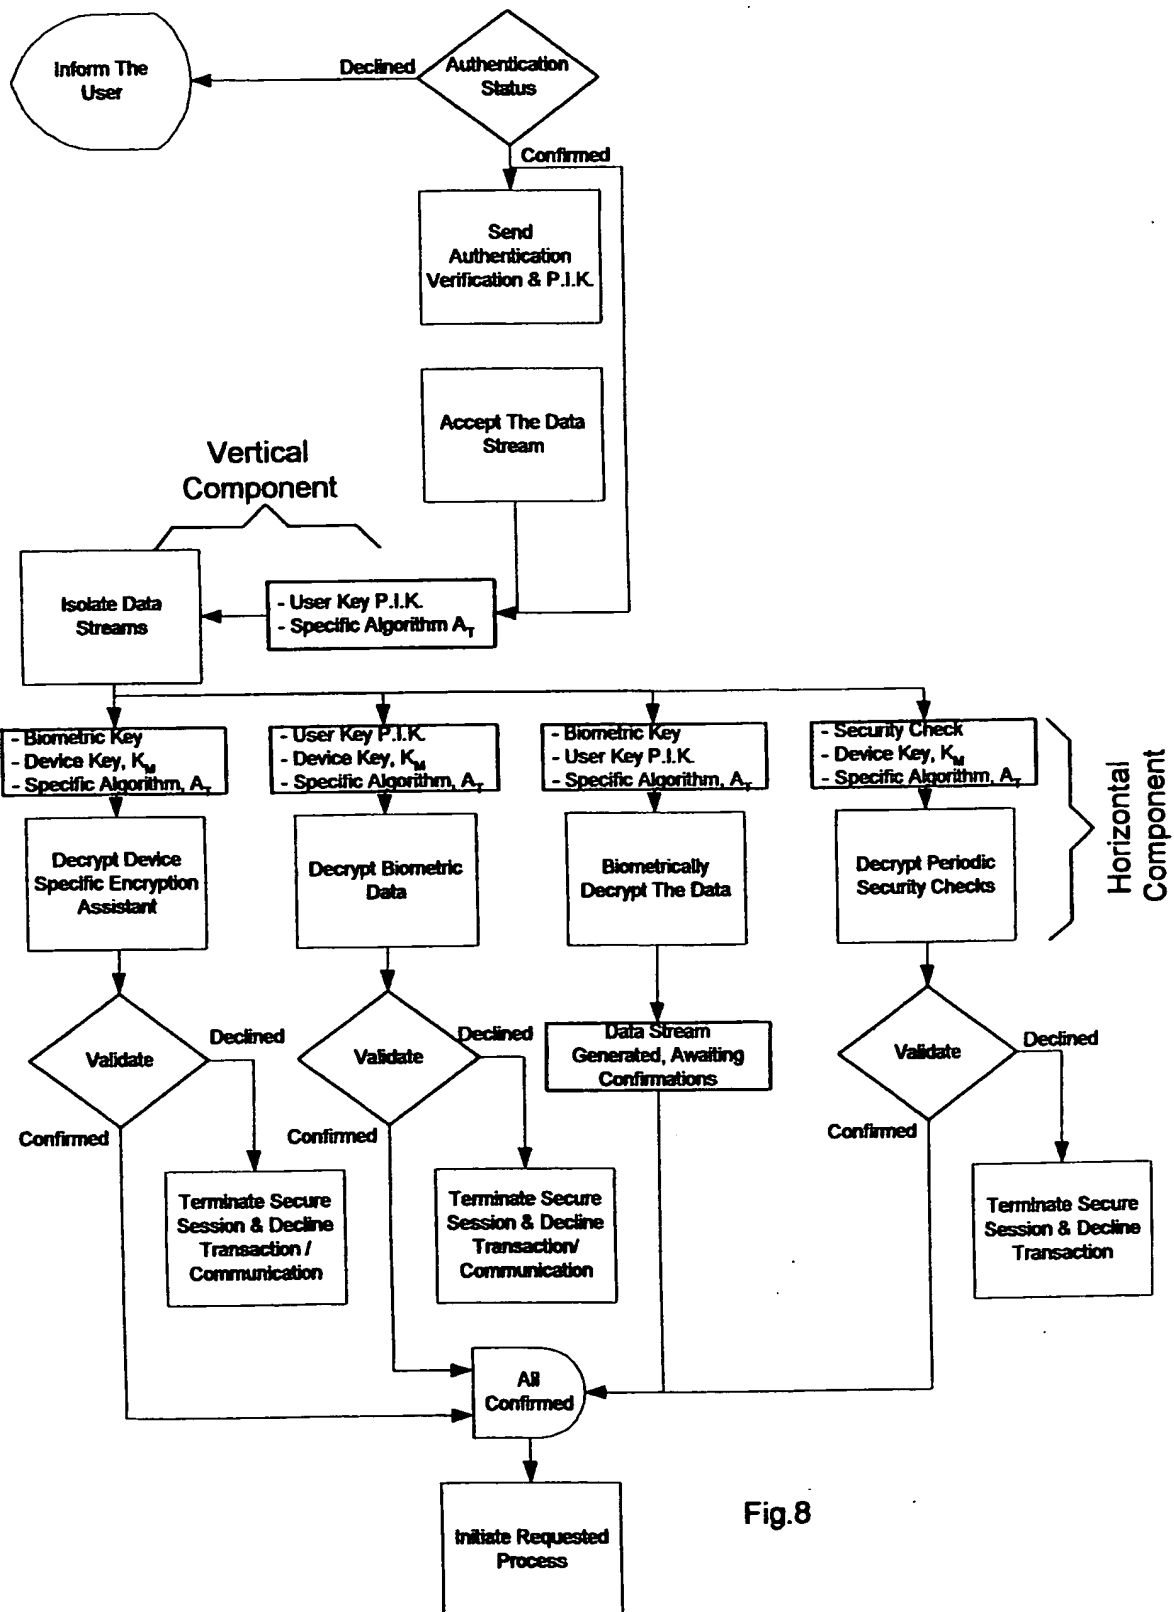 Inform The
User
Declined
Authentication
Status
Confirmed
Send
Authentication
Verification & P.I.K.
Accept The Data
Stream
Vertical
Component
Isolate Data
Streams
- User Key P.I.K.
- Specific Algorithm A_T
- Biometric Key
- Device Key, K_M
- Specific Algorithm, A_T
- User Key P.I.K.
- Device Key, K_M
- Specific Algorithm, A_T
- Biometric Key
- User Key P.I.K.
- Specific Algorithm, A_T
- Security Check
- Device Key, K_M
- Specific Algorithm, A_T
Horizontal
Component
Decrypt Device
Specific Encryption
Assistant
Decrypt Biometric
Data
Biometrically
Decrypt The Data
Decrypt Periodic
Security Checks
Validate
Declined
Confirmed
Validate
Declined
Confirmed
Data Stream
Generated, Awaiting
Confirmations
Validate
Declined
Confirmed
Terminate Secure
Session & Decline
Transaction /
Communication
Terminate Secure
Session & Decline
Transaction/
Communication
Terminate Secure
Session & Decline
Transaction
All
Confirmed
Initiate Requested
Process
Fig.8